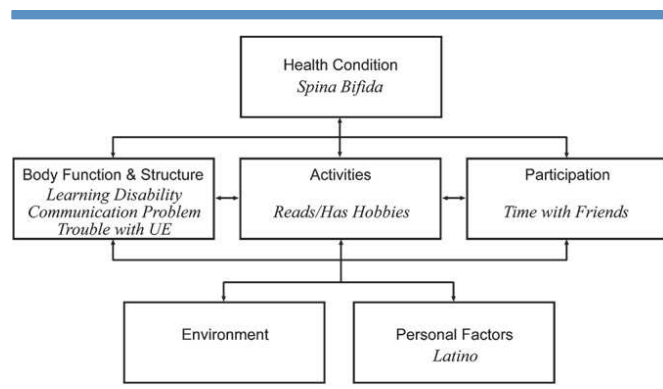 Health Condition
Spina Bifida
Body Function & Structure
Learning Disability
Communication Problem
Trouble with UE
Activities
Reads/Has Hobbies
Participation
Time with Friends
Environment
Personal Factors
Latino